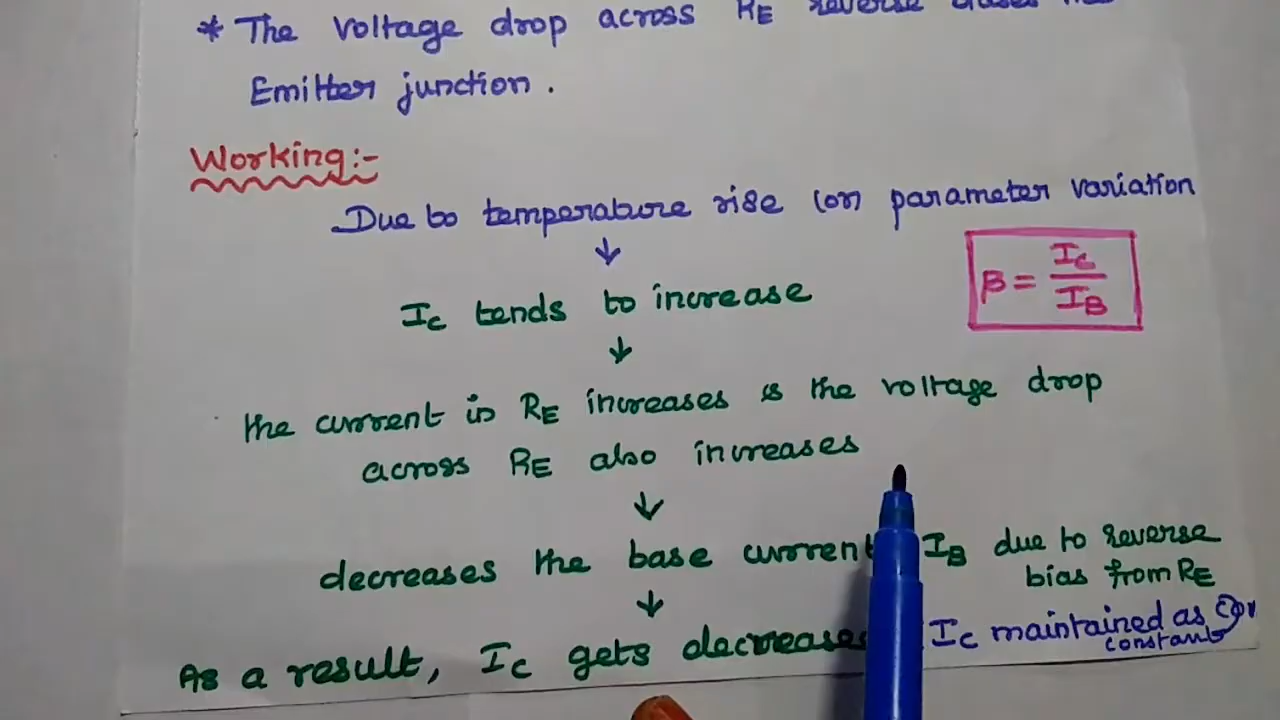 * The voltage drop across RE reverse
Emitter junction.
Working:-
Due to temperature rise (or) parameter variation
IC tends to increase
β = IC / IB
the current in RE increases & the voltage drop
across RE also increases
decreases the base current IB due to reverse
bias from RE
As a result, IC gets decreases IC maintained as
constant